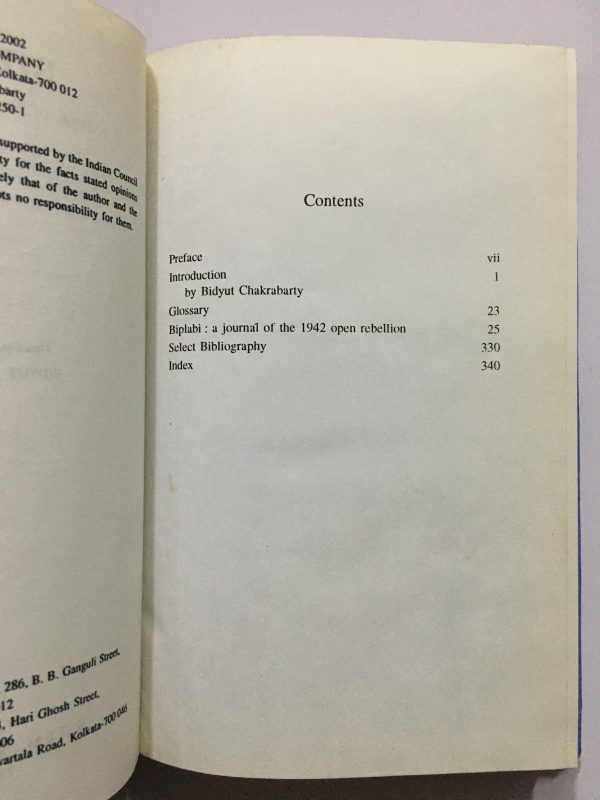 2002
MPANY
Kolkata-700 012
barty
250-1
supported by the Indian Council
ty for the facts stated opinions
ely that of the author and the
pts no responsibility for them.
286, B. B. Ganguli Street,
12
Hari Ghosh Street,
06
wartala Road, Kolkata-700 046
Contents
Preface vii
Introduction 1
by Bidyut Chakrabarty
Glossary 23
Biplabi : a journal of the 1942 open rebellion 25
Select Bibliography 330
Index 340